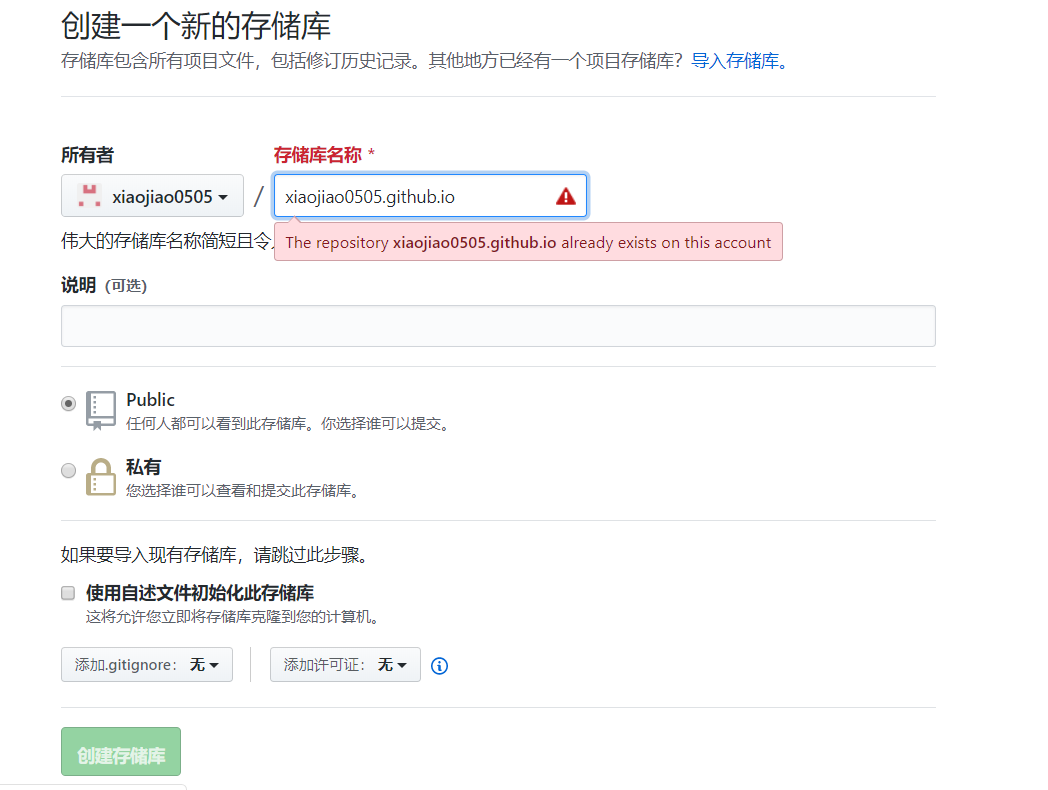 创建一个新的存储库
存储库包含所有项目文件，包括修订历史记录。其他地方已经有一个项目存储库？导入存储库。
所有者 存储库名称 *
xiaojiao0505 / xiaojiao0505.github.io
伟大的存储库名称简短且令
The repository xiaojiao0505.github.io already exists on this account
说明 (可选)
Public
任何人都可以看到此存储库。你选择谁可以提交。
私有
您选择谁可以查看和提交此存储库。
如果要导入现有存储库，请跳过此步骤。
使用自述文件初始化此存储库
这将允许您立即将存储库克隆到您的计算机。
添加.gitignore： 无 添加许可证： 无
创建存储库